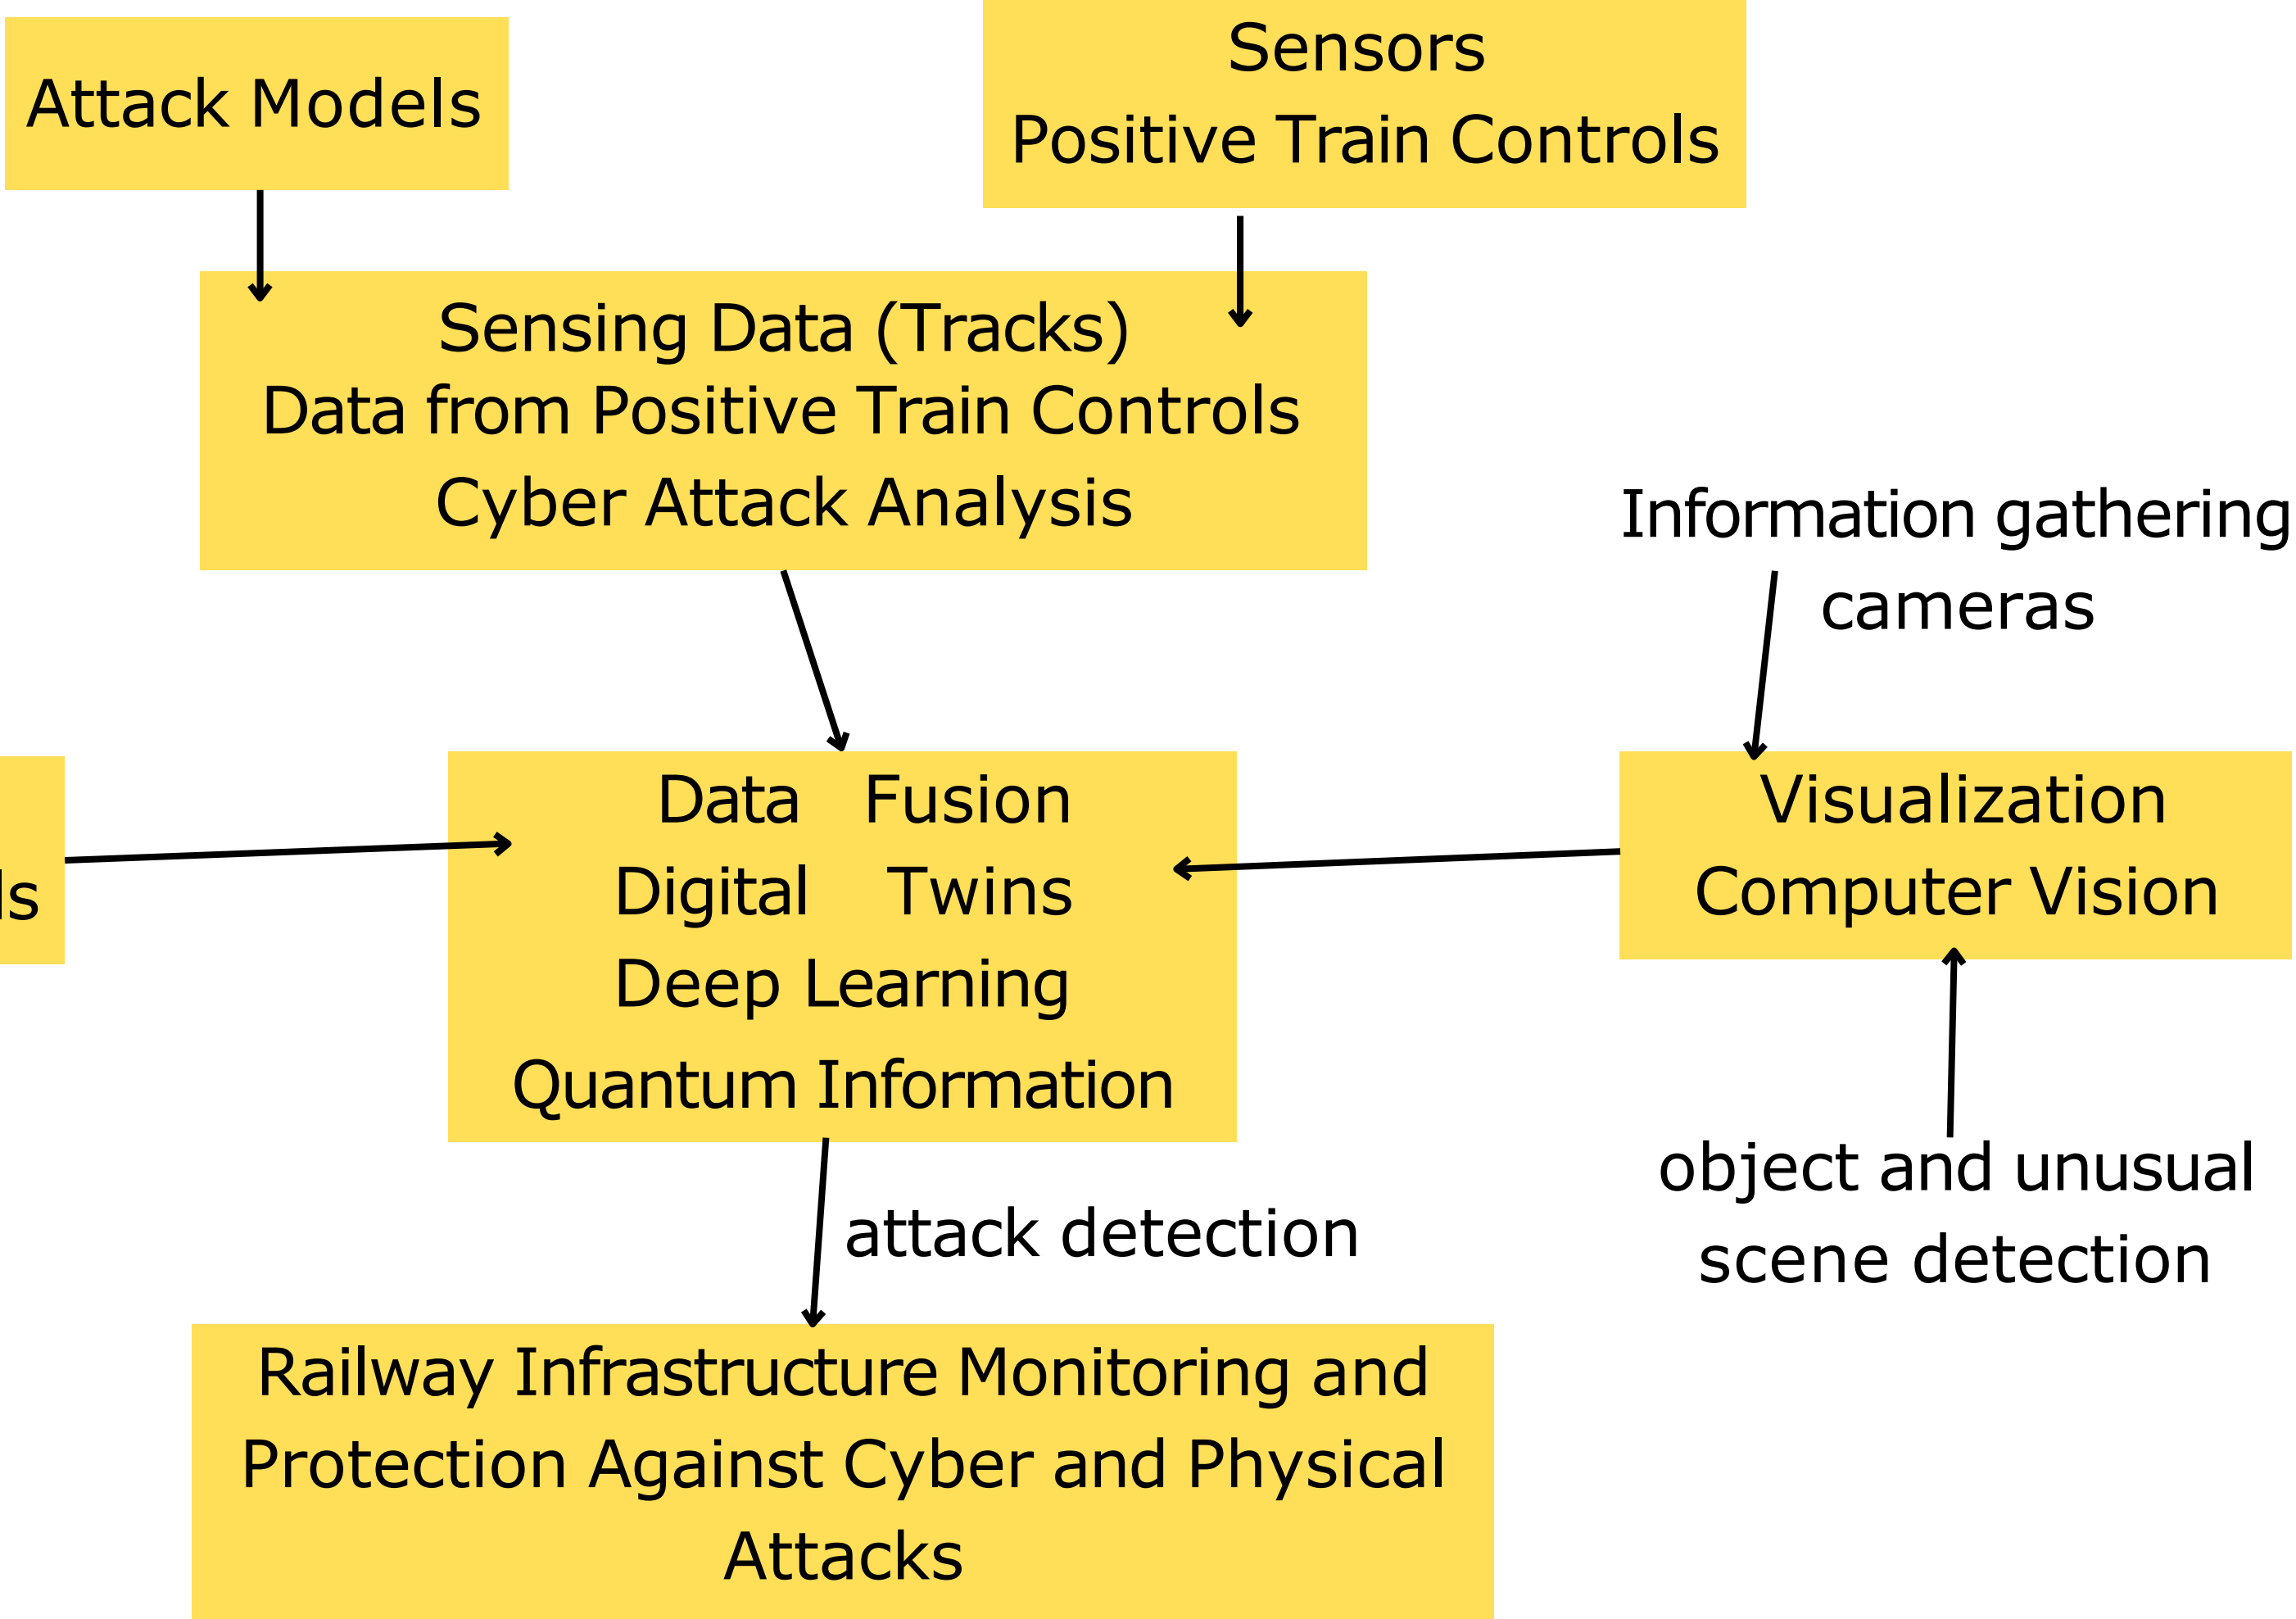 Attack Models
Sensors
Positive Train Controls
Sensing Data (Tracks)
Data from Positive Train Controls
Cyber Attack Analysis
Information gathering
cameras
Data Fusion
Digital Twins
Deep Learning
Quantum Information
Visualization
Computer Vision
attack detection
object and unusual
scene detection
Railway Infrastructure Monitoring and
Protection Against Cyber and Physical
Attacks